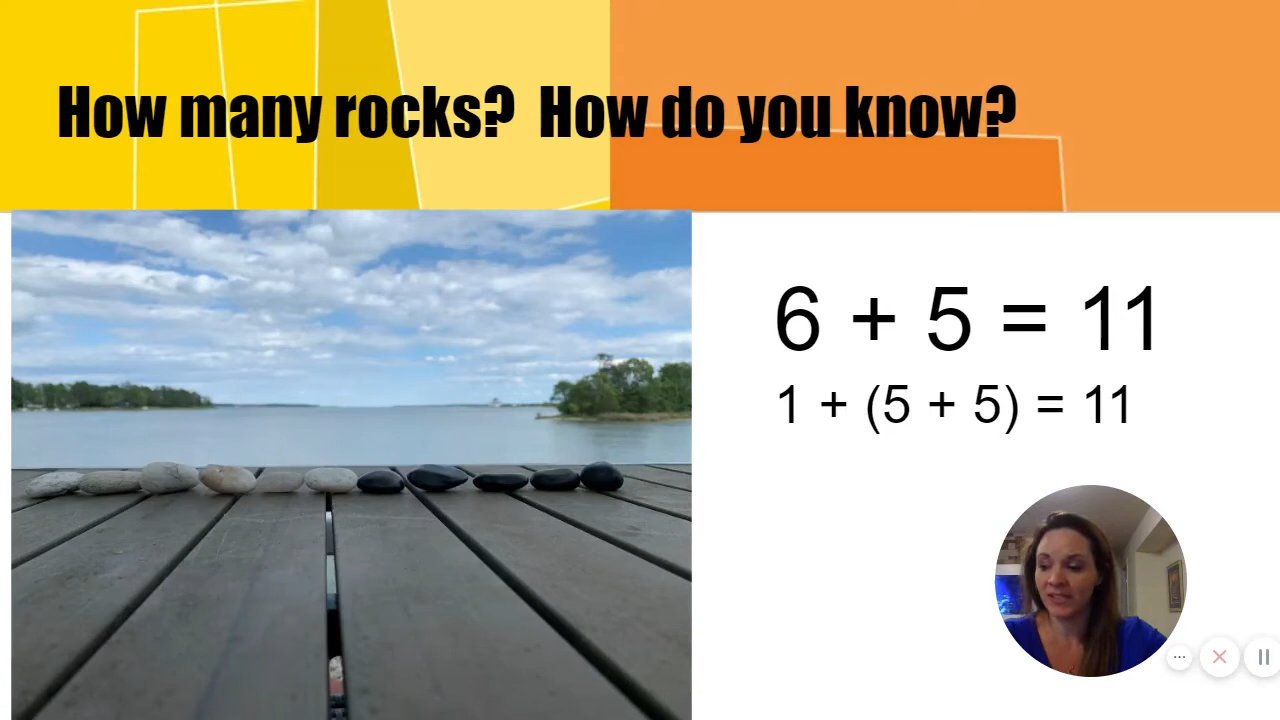 How many rocks? How do you know?
6 + 5 = 11
1 + (5 + 5) = 11